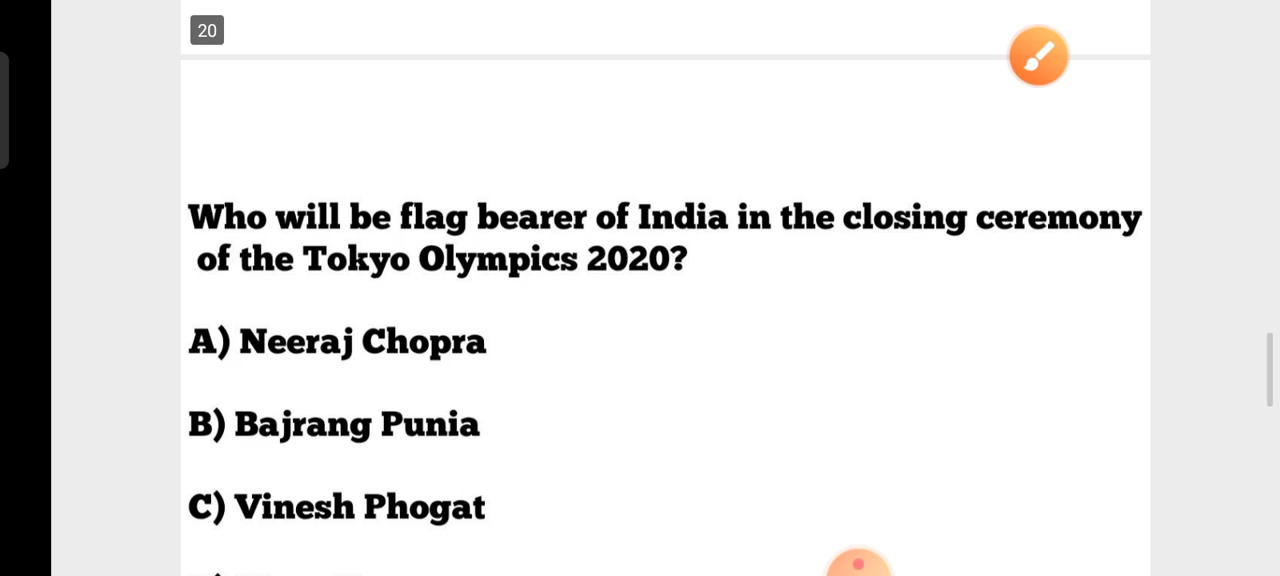 20
Who will be flag bearer of India in the closing ceremony
of the Tokyo Olympics 2020?
A) Neeraj Chopra
B) Bajrang Punia
C) Vinesh Phogat